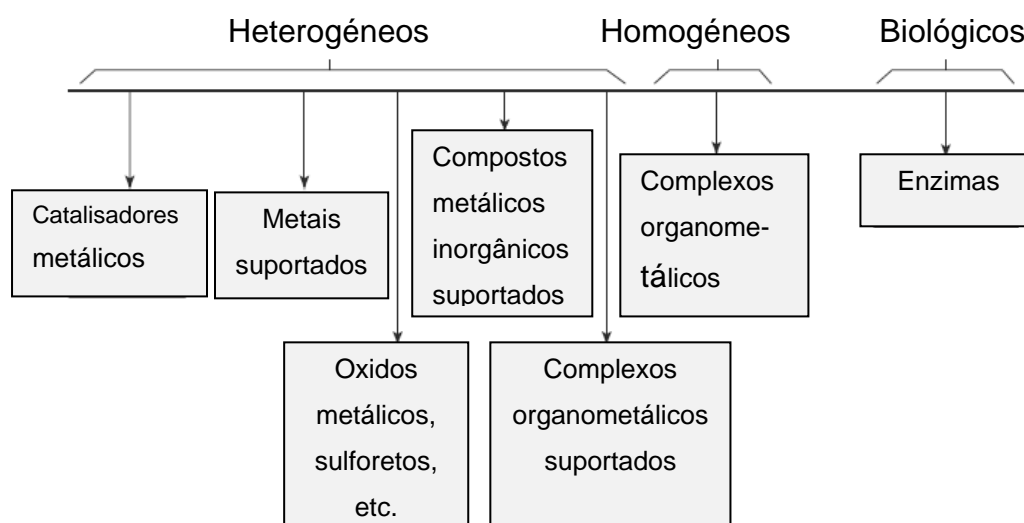 Heterogéneos
Homogéneos
Biológicos
Catalisadores
metálicos
Metais
suportados
Compostos
metálicos
inorgânicos
suportados
Complexos
organome-
tálicos
Enzimas
Oxidos
metálicos,
sulforetos,
etc.
Complexos
organometálicos
suportados